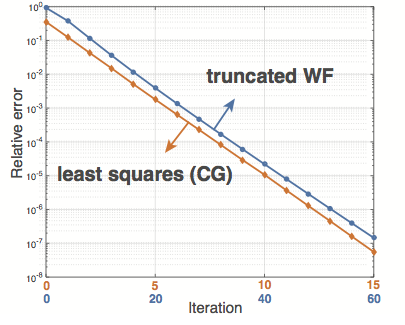 10^0
10^-1
10^-2
10^-3
10^-4
10^-5
10^-6
10^-7
10^-8
Relative error
truncated WF
least squares (CG)
0 5 10 15
0 20 40 60
Iteration